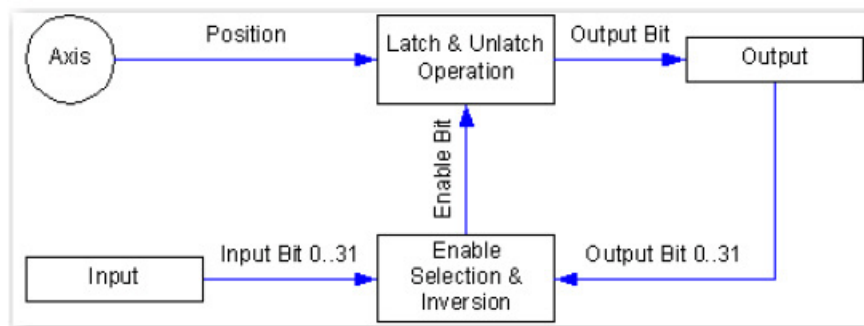 Axis
Position
Latch & Unlatch
Operation
Output Bit
Output
Enable Bit
Input
Input Bit 0..31
Enable
Selection &
Inversion
Output Bit 0..31